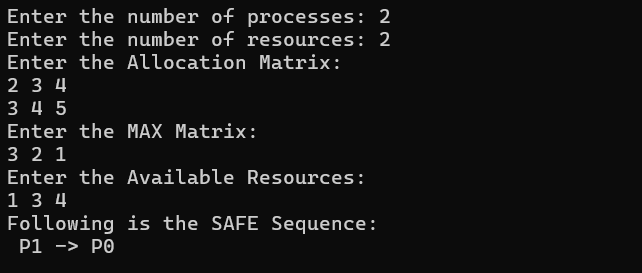 Enter the number of processes: 2
Enter the number of resources: 2
Enter the Allocation Matrix:
2 3 4
3 4 5
Enter the MAX Matrix:
3 2 1
Enter the Available Resources:
1 3 4
Following is the SAFE Sequence:
 P1 -> P0